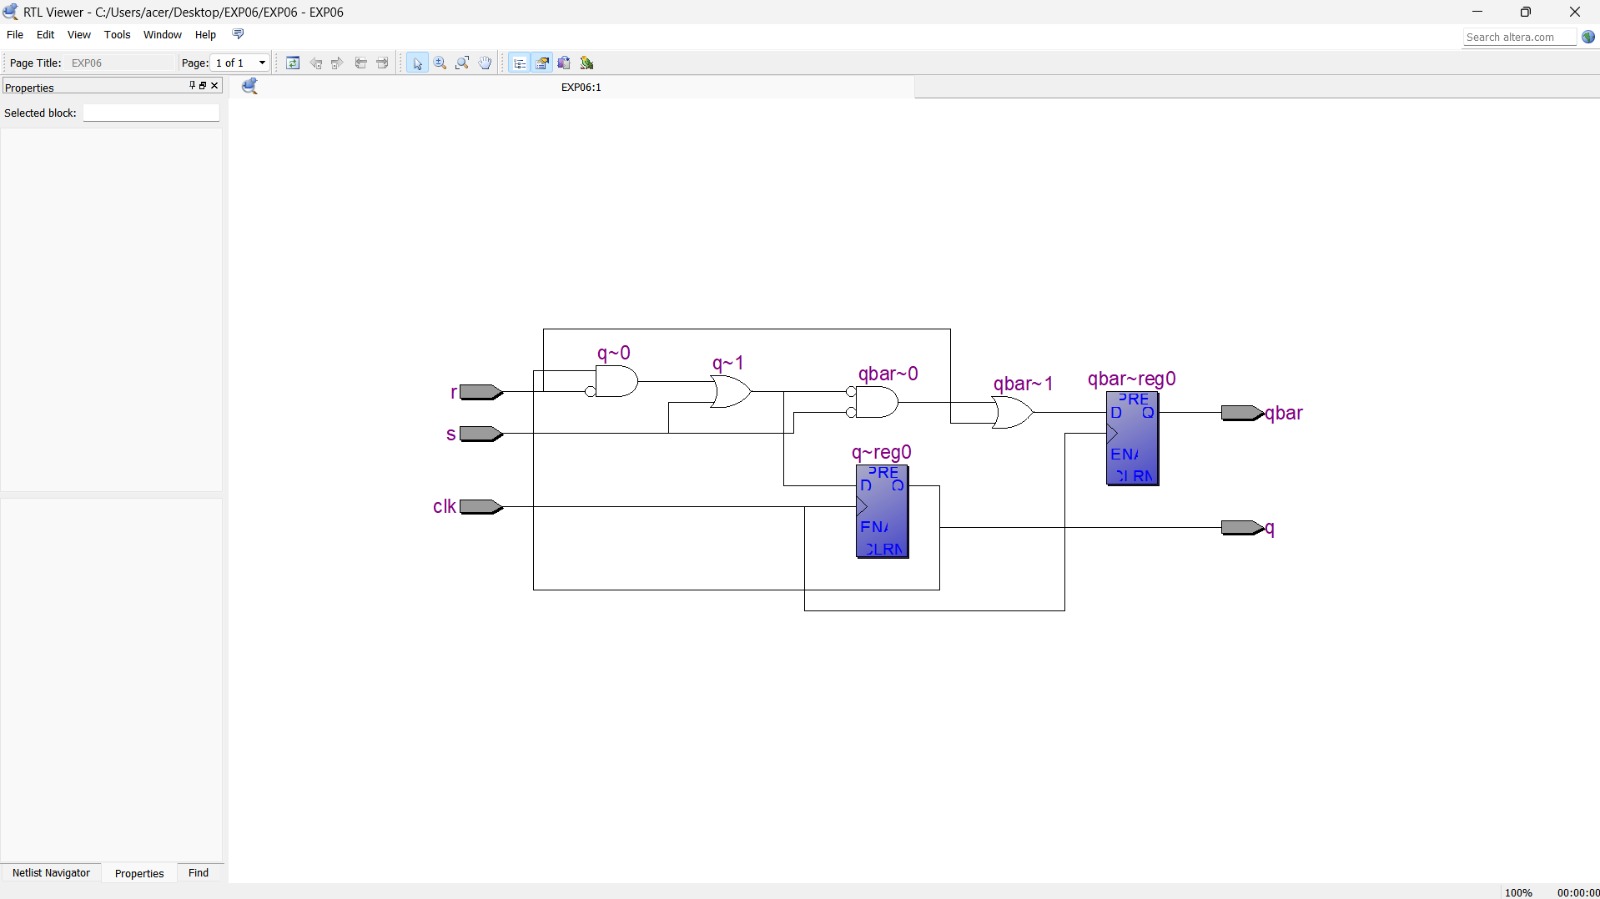 RTL Viewer - C:/Users/acer/Desktop/EXP06/EXP06 - EXP06
File Edit View Tools Window Help
Search altera.com
Page Title: EXP06 Page: 1 of 1
Properties
EXP06:1
Selected block:
q~0
q~1
qbar~0
qbar~1
qbar~reg0
r
PRE
D Q
qbar
s
ENA
CLRN
q~reg0
PRE
D Q
clk
ENA
CLRN
q
Netlist Navigator Properties Find
100% 00:00:00